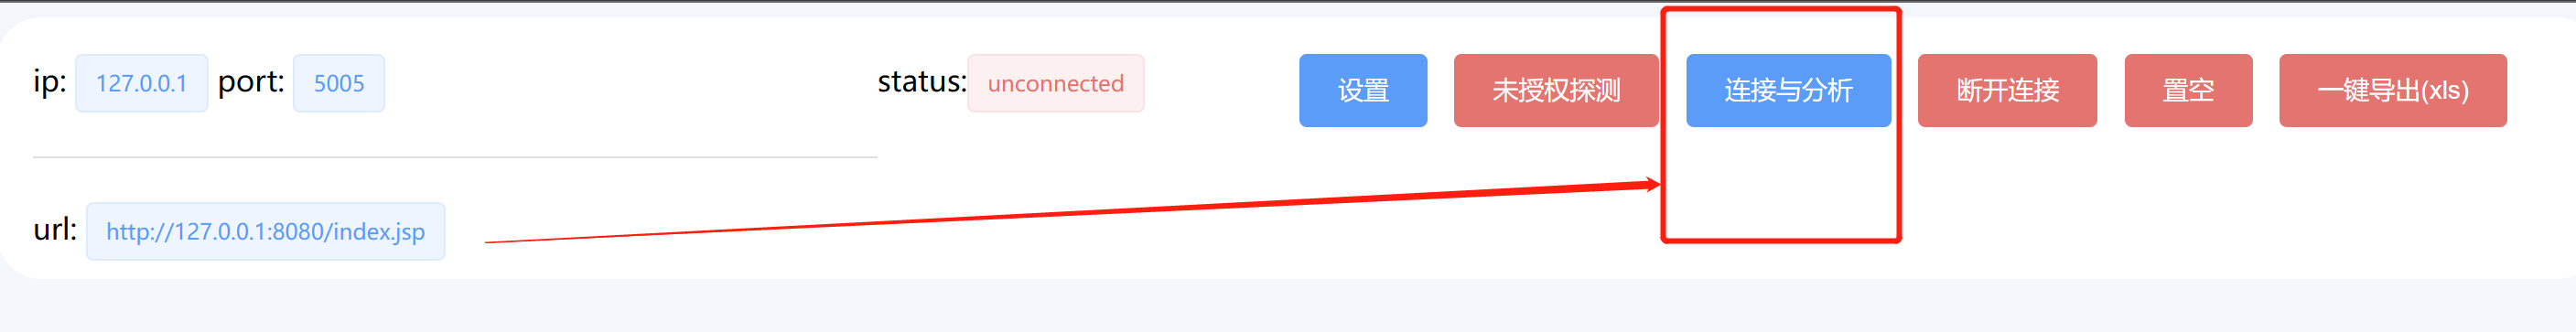 ip: 127.0.0.1 port: 5005 status: unconnected 设置 未授权探测 连接与分析 断开连接 置空 一键导出(xls)
url: http://127.0.0.1:8080/index.jsp